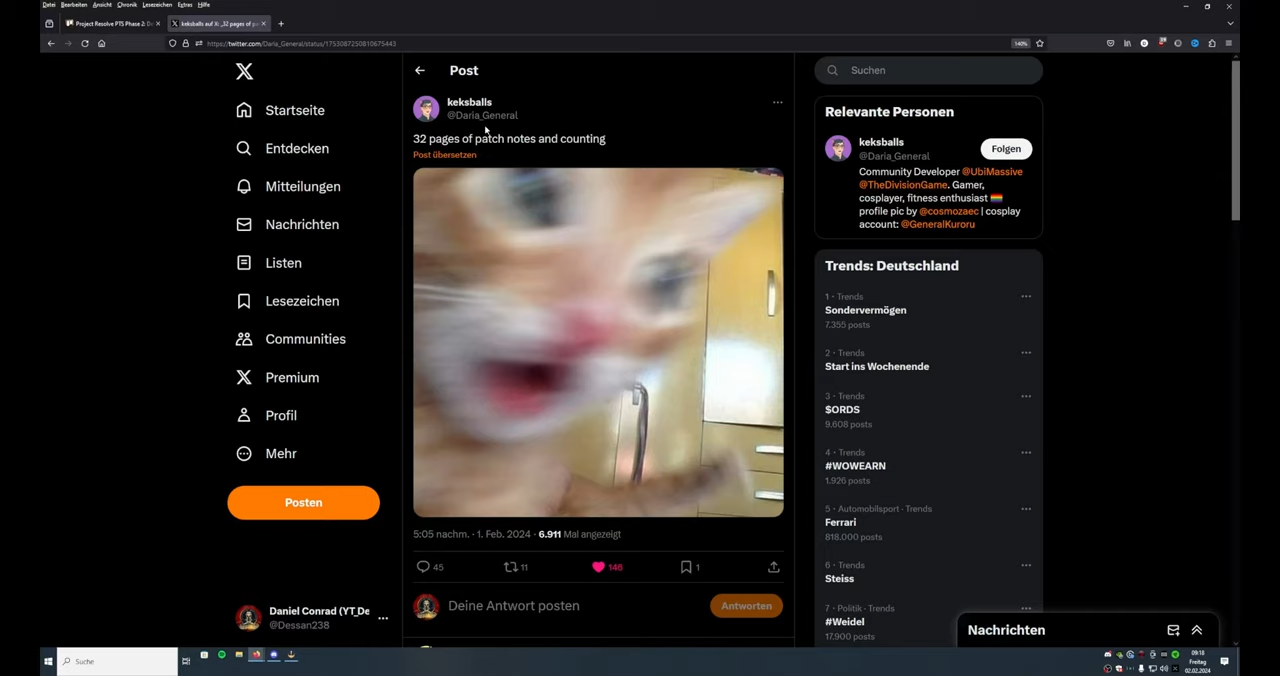 Datei Bearbeiten Ansicht Chronik Lesezeichen Extras Hilfe
Project Resolve PTS Phase 2: De
keksballs auf X: „32 pages of pa
https://twitter.com/Daria_General/status/1753087250810675443
140%
Post
Suchen
Startseite
Entdecken
Mitteilungen
Nachrichten
Listen
Lesezeichen
Communities
Premium
Profil
Mehr
Posten
Daniel Conrad (YT_De
@Dessan238
keksballs
@Daria_General
32 pages of patch notes and counting
Post übersetzen
5:05 nachm. · 1. Feb. 2024 · 6.911 Mal angezeigt
45
11
146
1
Deine Antwort posten
Antworten
Relevante Personen
keksballs
@Daria_General
Folgen
Community Developer @UbiMassive
@TheDivisionGame. Gamer,
cosplayer, fitness enthusiast
profile pic by @cosmozaec | cosplay
account: @GeneralKuroru
Trends: Deutschland
1 · Trends
Sondervermögen
7.355 posts
2 · Trends
Start ins Wochenende
3 · Trends
$ORDS
9.608 posts
4 · Trends
#WOWEARN
1.926 posts
5 · Automobilsport · Trends
Ferrari
818.000 posts
6 · Trends
Steiss
7 · Politik · Trends
#Weidel
17.900 posts
Nachrichten
Suche
09:18
Freitag
02.02.2024